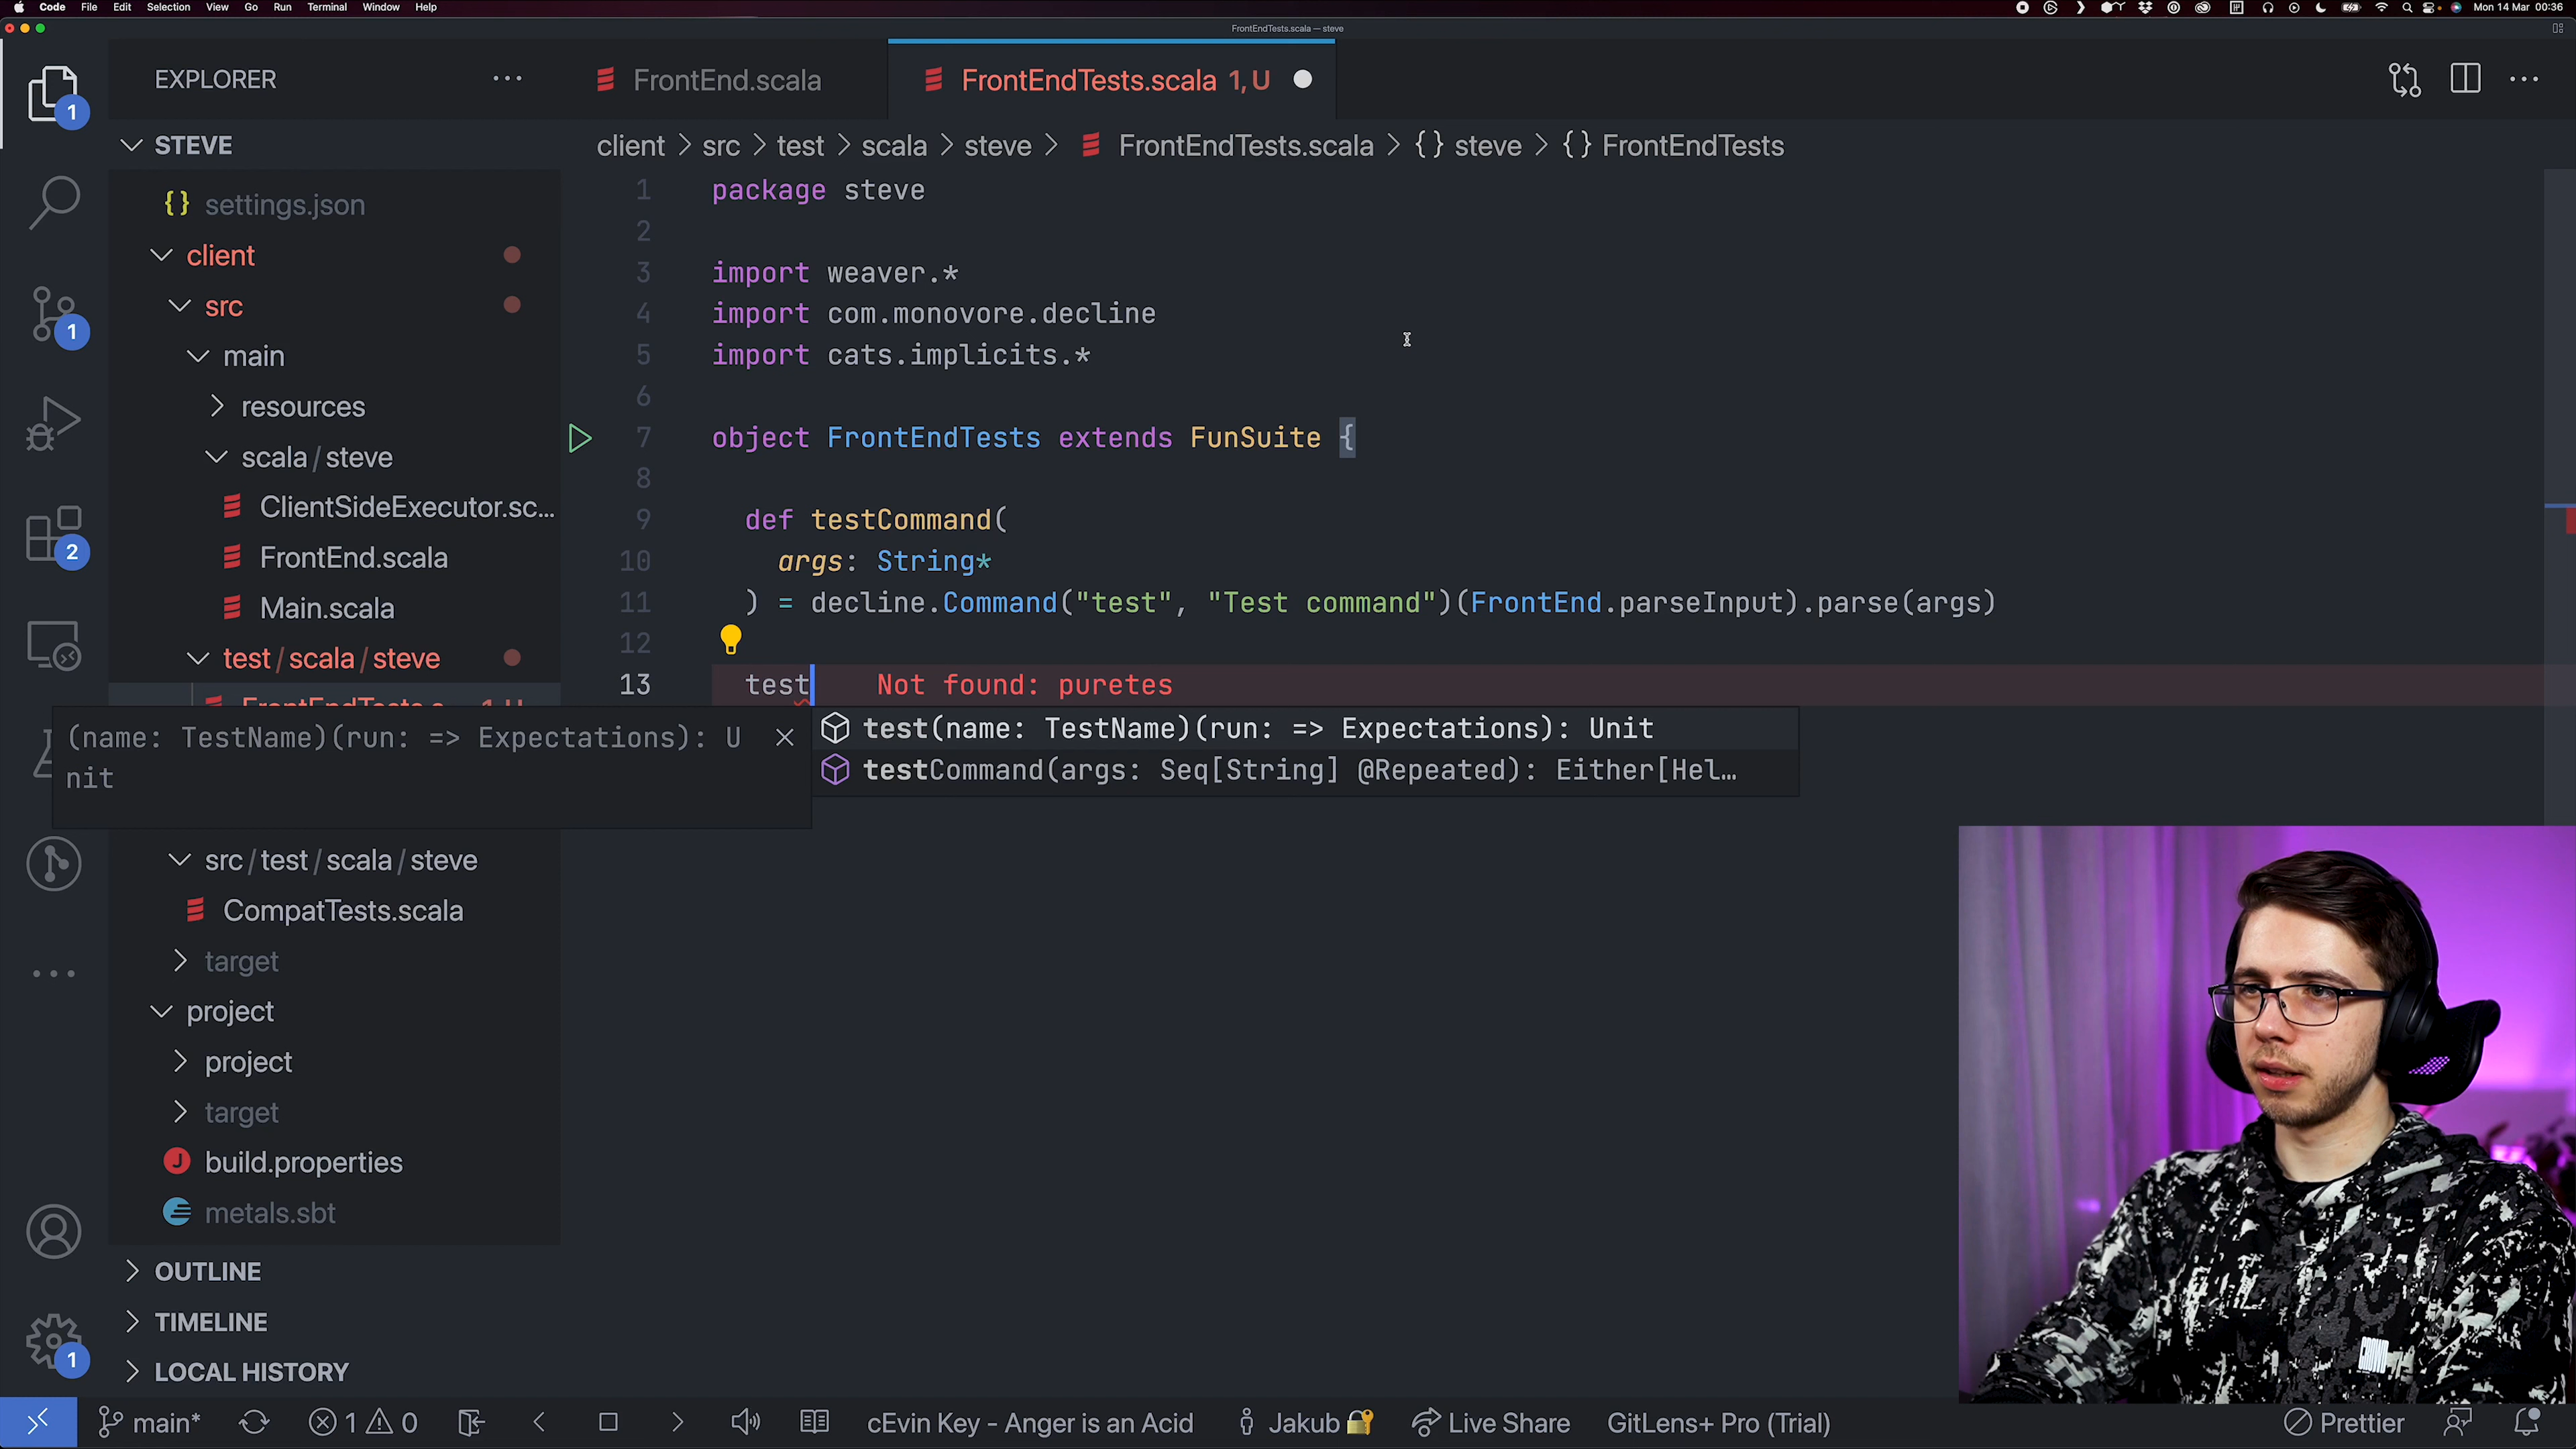 Code File Edit Selection View Go Run Terminal Window Help
Mon 14 Mar 00:36
FrontEndTests.scala — steve
EXPLORER
FrontEnd.scala
FrontEndTests.scala 1, U
STEVE
client > src > test > scala > steve > FrontEndTests.scala > {} steve > {} FrontEndTests
settings.json
client
src
main
resources
scala / steve
ClientSideExecutor.sc...
FrontEnd.scala
Main.scala
test / scala / steve
1 package steve
2
3 import weaver.*
4 import com.monovore.decline
5 import cats.implicits.*
6
7 object FrontEndTests extends FunSuite {
8
9 def testCommand(
10 args: String*
11 ) = decline.Command("test", "Test command")(FrontEnd.parseInput).parse(args)
12
13 test Not found: puretes
(name: TestName)(run: => Expectations): U
nit
test(name: TestName)(run: => Expectations): Unit
testCommand(args: Seq[String] @Repeated): Either[Hel...
src / test / scala / steve
CompatTests.scala
target
project
project
target
build.properties
metals.sbt
OUTLINE
TIMELINE
LOCAL HISTORY
1
1
2
1
main* 1 0 cEvin Key - Anger is an Acid Jakub Live Share GitLens+ Pro (Trial) Prettier